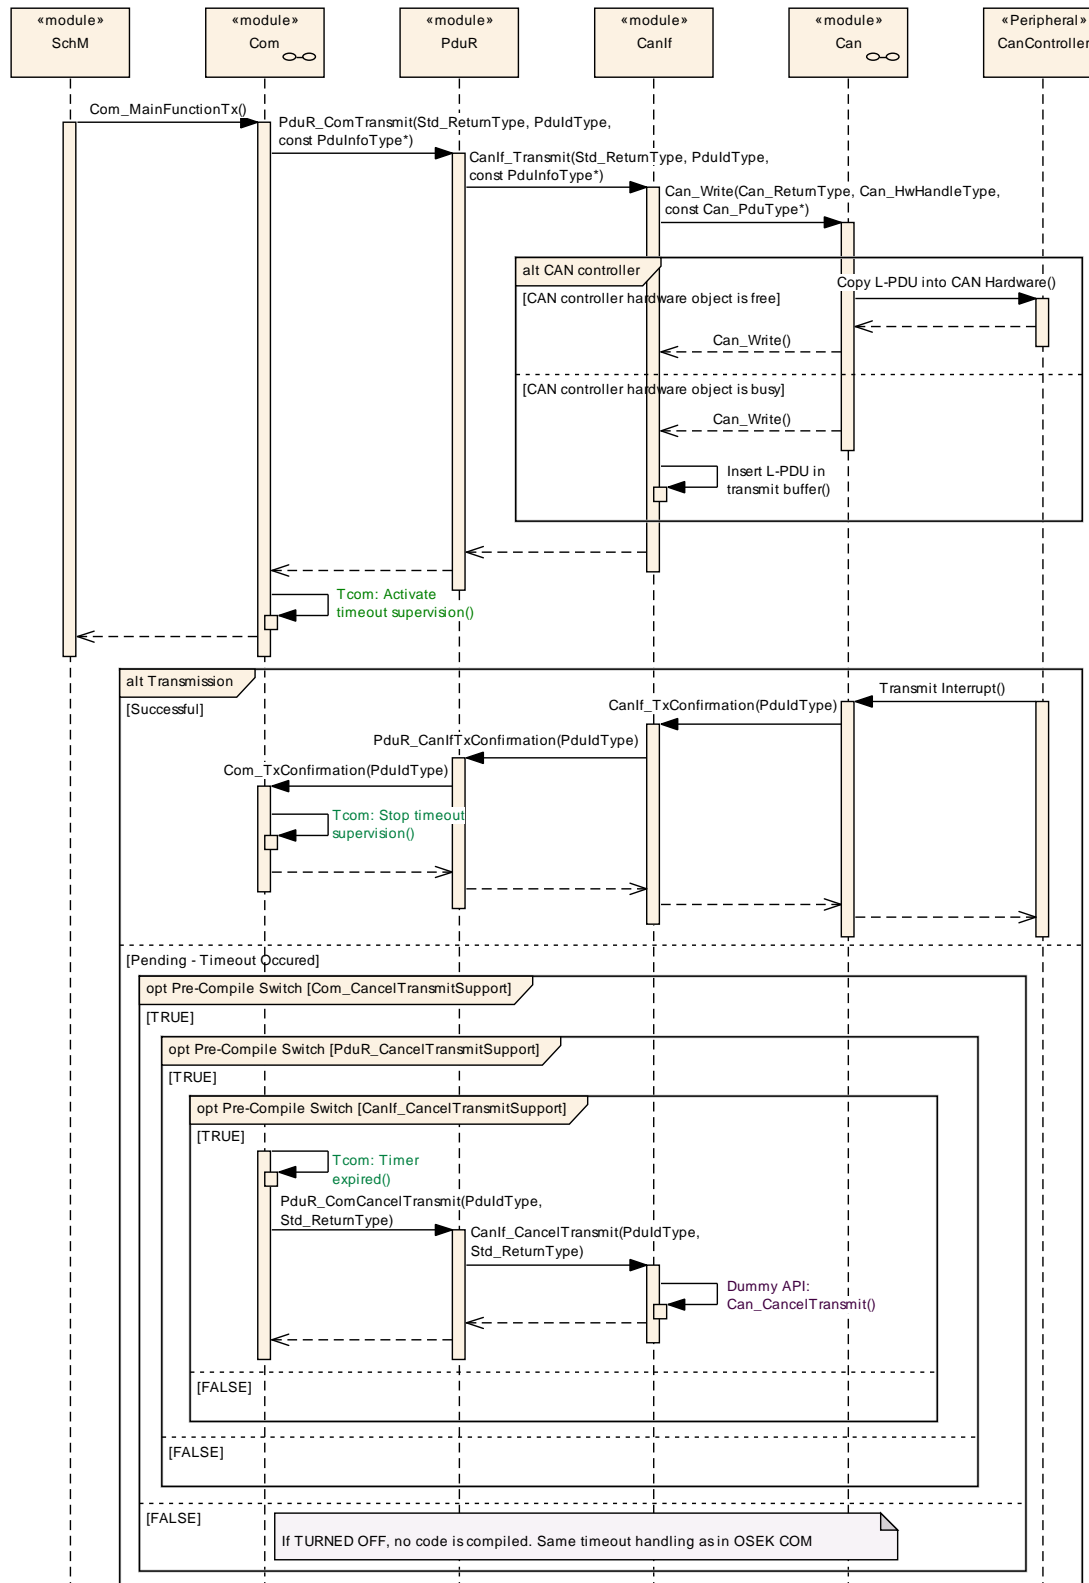 «module»
SchM
«module»
Com
«module»
PduR
«module»
CanIf
«module»
Can
«Peripheral»
CanController
Com_MainFunctionTx()
PduR_ComTransmit(Std_ReturnType, PduIdType,
const PduInfoType*)
CanIf_Transmit(Std_ReturnType, PduIdType,
const PduInfoType*)
Can_Write(Can_ReturnType, Can_HwHandleType,
const Can_PduType*)
alt CAN controller
Copy L-PDU into CAN Hardware()
[CAN controller hardware object is free]
Can_Write()
[CAN controller hardware object is busy]
Can_Write()
Insert L-PDU in
transmit buffer()
Tcom: Activate
timeout supervision()
alt Transmission
Transmit Interrupt()
[Successful]
CanIf_TxConfirmation(PduIdType)
PduR_CanIfTxConfirmation(PduIdType)
Com_TxConfirmation(PduIdType)
Tcom: Stop timeout
supervision()
[Pending - Timeout Occured]
opt Pre-Compile Switch [Com_CancelTransmitSupport]
[TRUE]
opt Pre-Compile Switch [PduR_CancelTransmitSupport]
[TRUE]
opt Pre-Compile Switch [CanIf_CancelTransmitSupport]
[TRUE]
Tcom: Timer
expired()
PduR_ComCancelTransmit(PduIdType,
Std_ReturnType)
CanIf_CancelTransmit(PduIdType,
Std_ReturnType)
Dummy API:
Can_CancelTransmit()
[FALSE]
[FALSE]
[FALSE]
If TURNED OFF, no code is compiled. Same timeout handling as in OSEK COM